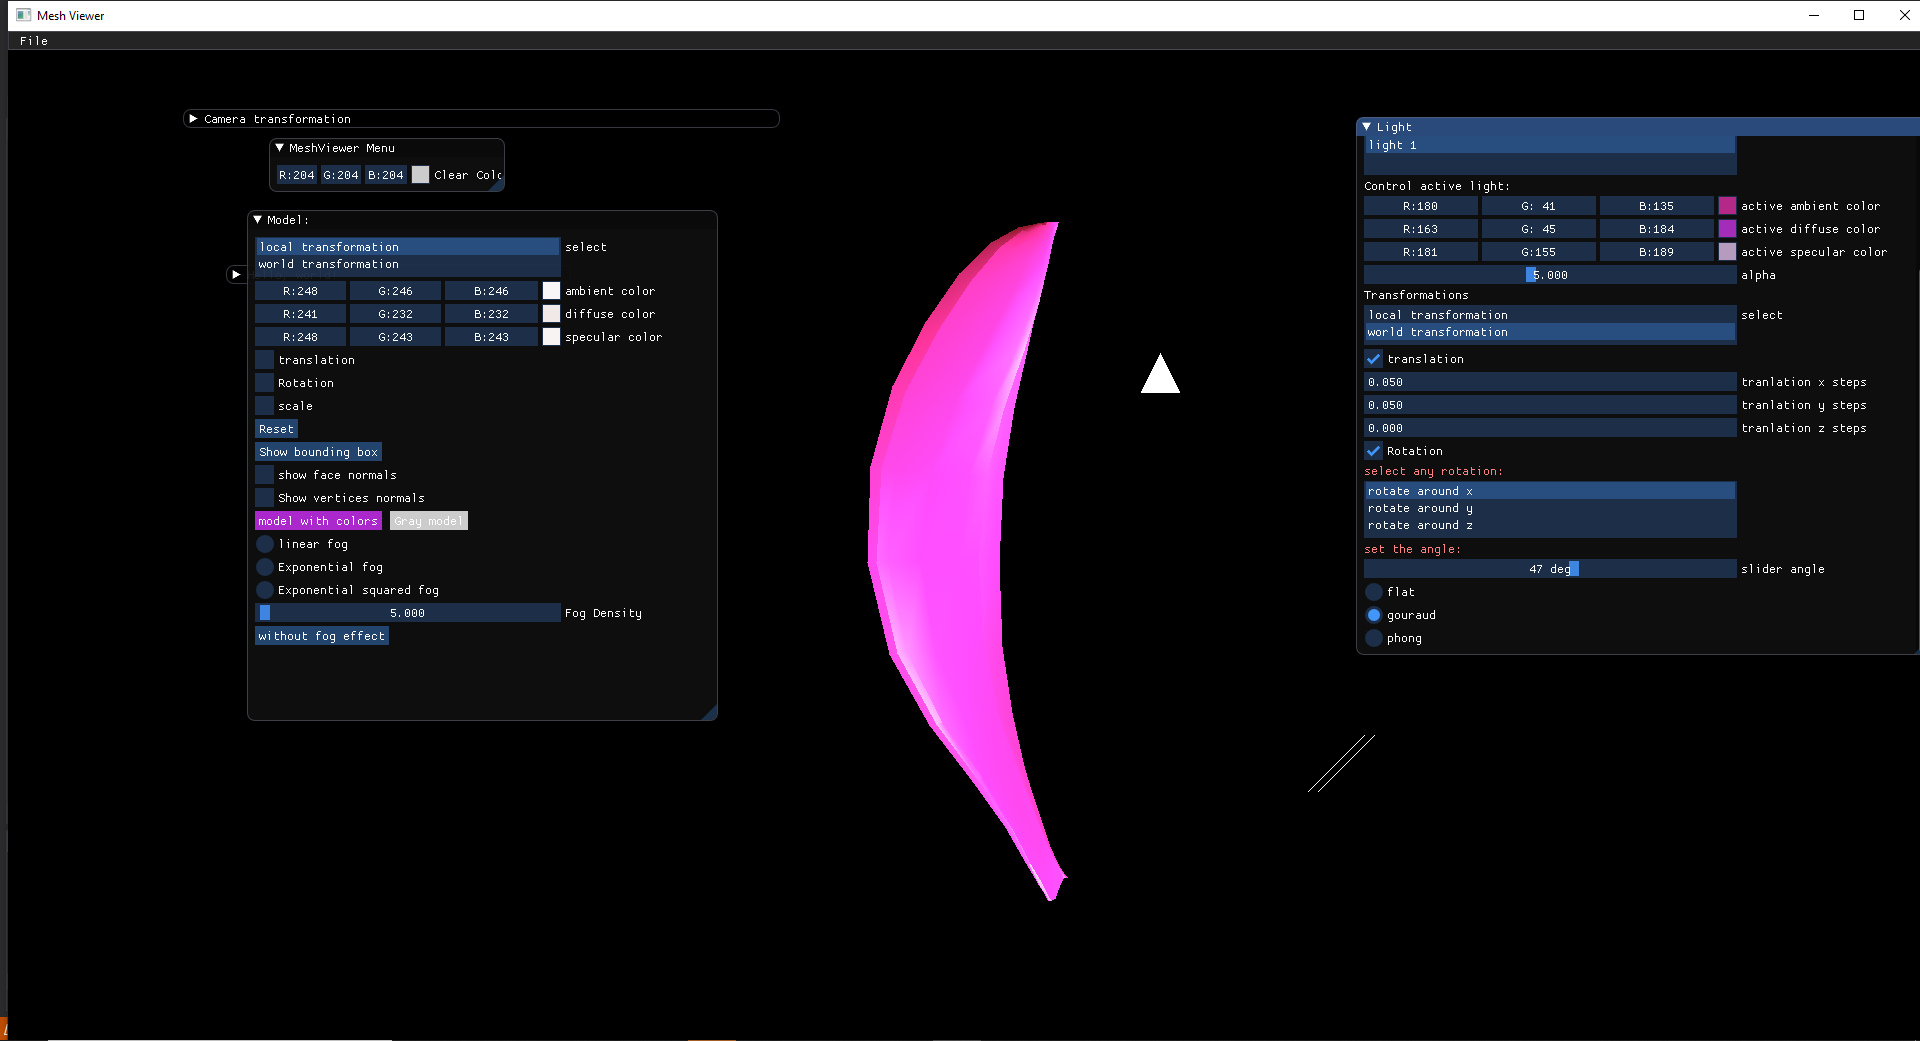 Mesh Viewer
File
Camera transformation
MeshViewer Menu
R:204 G:204 B:204 Clear Colo
Model:
local transformation select
world transformation
R:248 G:246 B:246 ambient color
R:241 G:232 B:232 diffuse color
R:248 G:243 B:243 specular color
translation
Rotation
scale
Reset
Show bounding box
show face normals
Show vertices normals
model with colors Gray model
linear fog
Exponential fog
Exponential squared fog
5.000 Fog Density
without fog effect
Light
light 1
Control active light:
R:180 G: 41 B:135 active ambient color
R:163 G: 45 B:184 active diffuse color
R:181 G:155 B:189 active specular color
5.000 alpha
Transformations
local transformation select
world transformation
translation
0.050 tranlation x steps
0.050 tranlation y steps
0.000 tranlation z steps
Rotation
select any rotation:
rotate around x
rotate around y
rotate around z
set the angle:
47 deg slider angle
flat
gouraud
phong